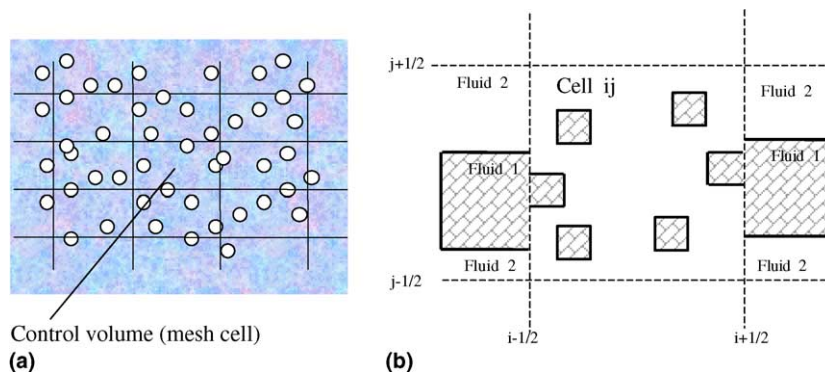 Control volume (mesh cell)
(a)
(b)
j+1/2
Fluid 2
Cell ij
Fluid 2
Fluid 1
Fluid 1
Fluid 2
Fluid 2
j-1/2
i-1/2
i+1/2